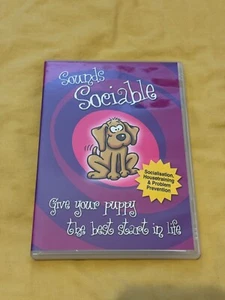 Sounds
Sociable
Socialisation,
Housetraining
& Problem
Prevention
Give your puppy
the best start in life